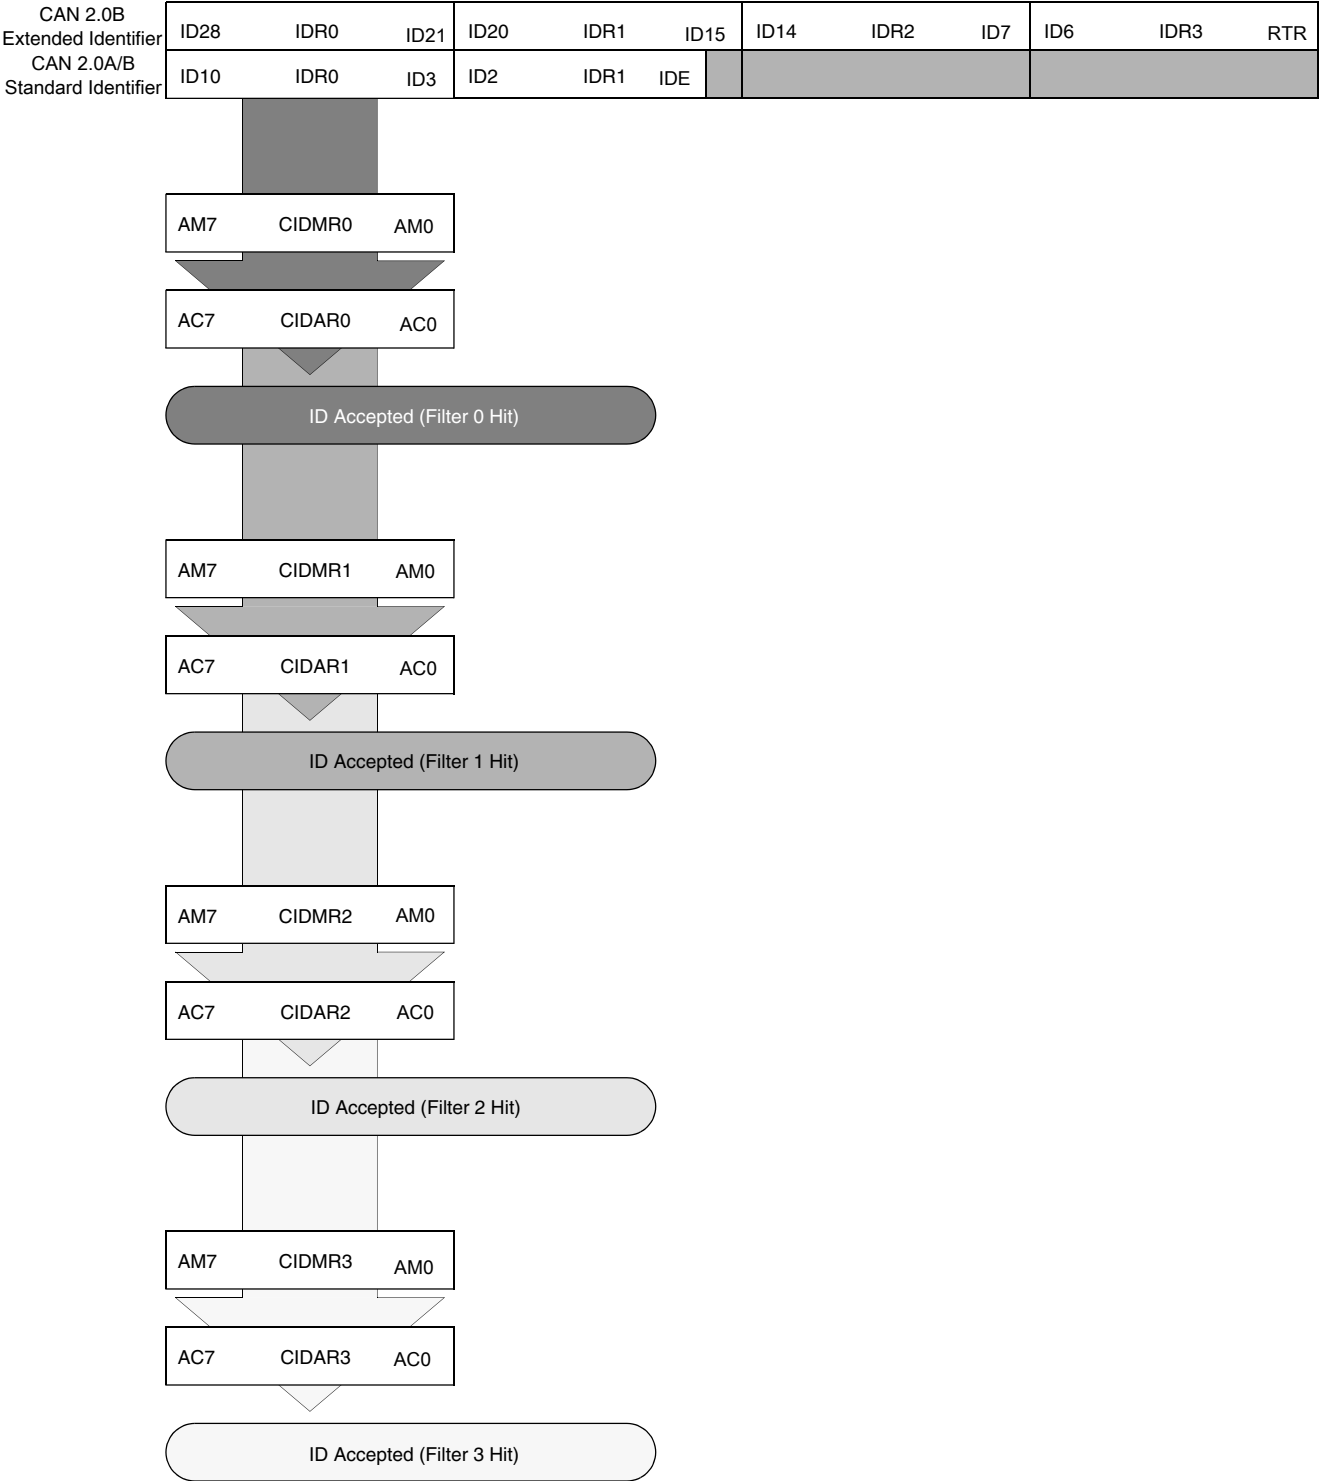 CAN 2.0B
Extended Identifier
ID28 IDR0 ID21 ID20 IDR1 ID15 ID14 IDR2 ID7 ID6 IDR3 RTR
CAN 2.0A/B
Standard Identifier
ID10 IDR0 ID3 ID2 IDR1 IDE
AM7 CIDMR0 AM0
AC7 CIDAR0 AC0
ID Accepted (Filter 0 Hit)
AM7 CIDMR1 AM0
AC7 CIDAR1 AC0
ID Accepted (Filter 1 Hit)
AM7 CIDMR2 AM0
AC7 CIDAR2 AC0
ID Accepted (Filter 2 Hit)
AM7 CIDMR3 AM0
AC7 CIDAR3 AC0
ID Accepted (Filter 3 Hit)